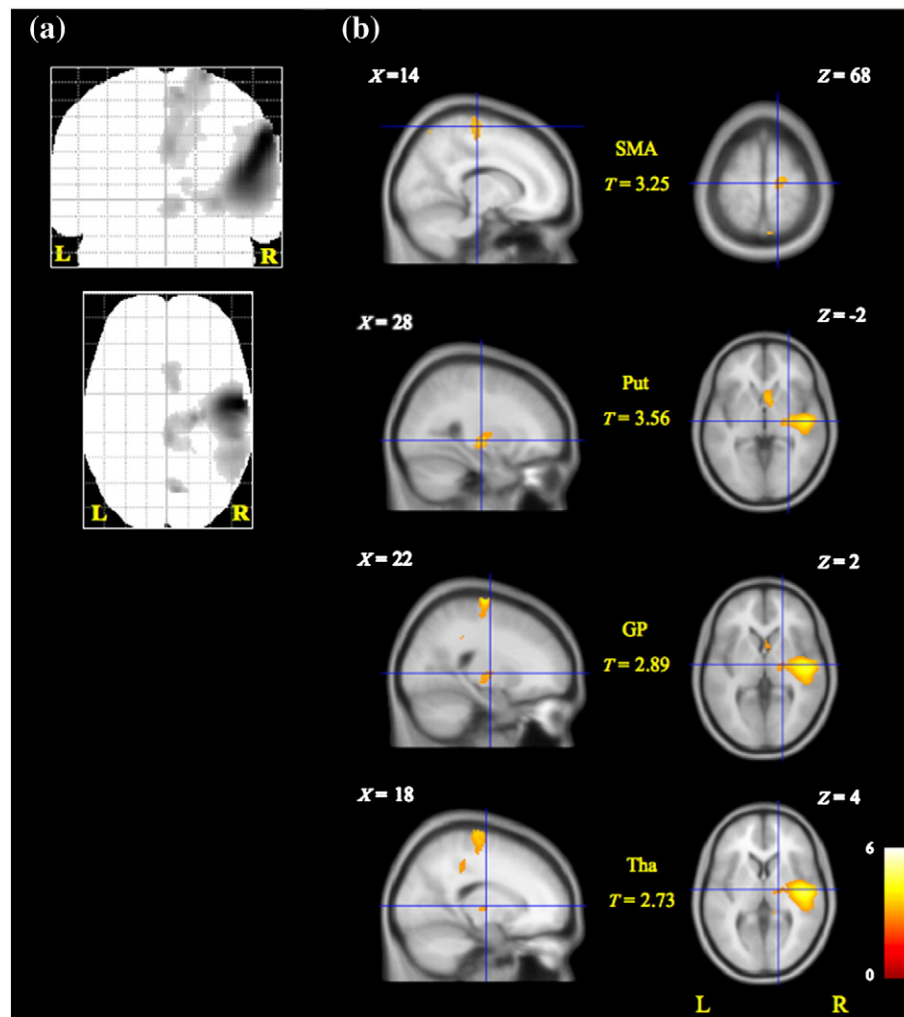 (a)
(b)
L R
L R
X = 14
Z = 68
SMA
T = 3.25
X = 28
Z = -2
Put
T = 3.56
X = 22
Z = 2
GP
T = 2.89
X = 18
Z = 4
Tha
T = 2.73
6
0
L R